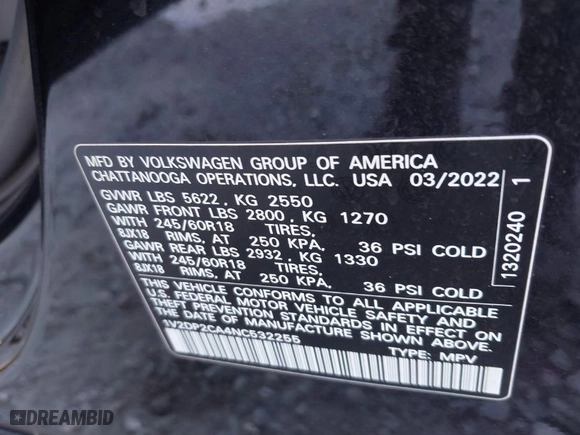 MFD BY VOLKSWAGEN GROUP OF AMERICA
CHATTANOOGA OPERATIONS, LLC. USA 03/2022
GVWR LBS 5622 , KG 2550
GAWR FRONT LBS 2800 , KG 1270
WITH 245/60R18 TIRES,
8JX18 RIMS, AT 250 KPA. 36 PSI COLD
GAWR REAR LBS 2932 , KG 1330
WITH 245/60R18 TIRES,
8JX18 RIMS, AT 250 KPA. 36 PSI COLD
THIS VEHICLE CONFORMS TO ALL APPLICABLE
U.S. FEDERAL MOTOR VEHICLE SAFETY AND
THEFT PREVENTION STANDARDS IN EFFECT ON
THE DATE OF MANUFACTURE SHOWN ABOVE.
1V2DP2CA4NC532255
TYPE: MPV
1320240 1
DREAMBID